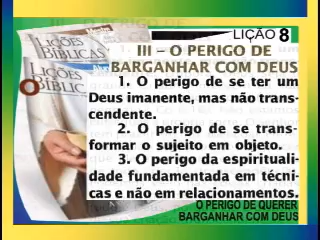 LIÇÃO 8
LIÇÕES
BÍBLICAS
LIÇÕES
BÍBLIC
III – O PERIGO DE
BARGANHAR COM DEUS
1. O perigo de se ter um
Deus imanente, mas não trans-
cendente.
2. O perigo de se trans-
formar o sujeito em objeto.
3. O perigo da espirituali-
dade fundamentada em técni-
cas e não em relacionamentos.
O PERIGO DE QUERER
BARGANHAR COM DEUS